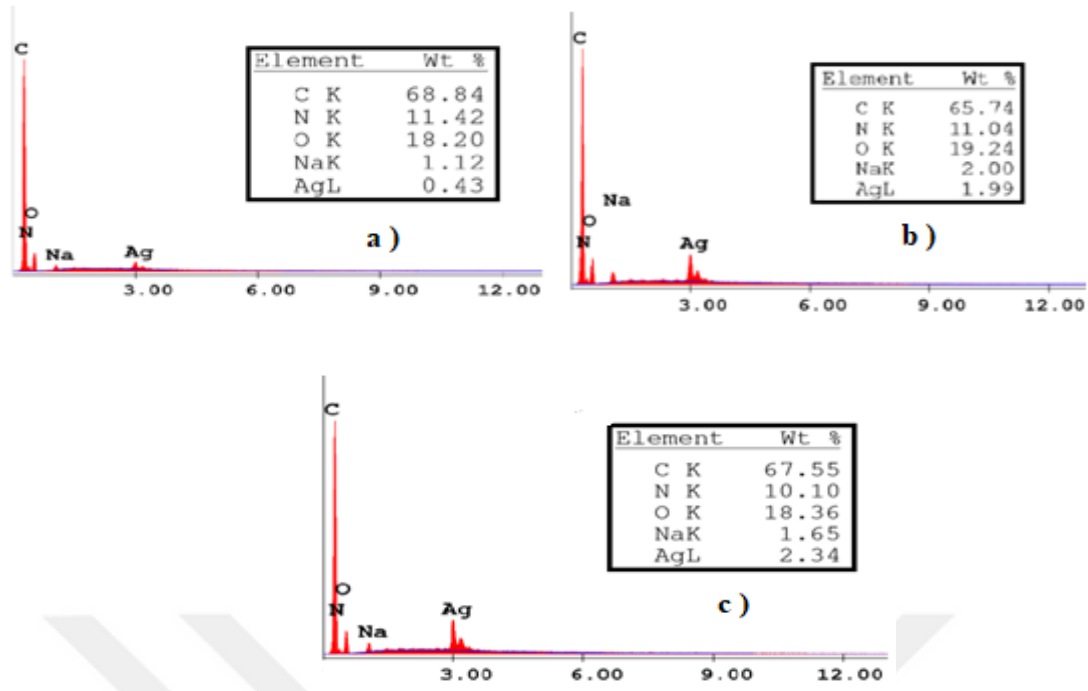 C
Element Wt %
C K 68.84
N K 11.42
O K 18.20
NaK 1.12
AgL 0.43
O
N
Na
Ag
a )
3.00 6.00 9.00 12.00
C
Element Wt %
C K 65.74
N K 11.04
O K 19.24
NaK 2.00
AgL 1.99
Na
O
N
Ag
b )
3.00 6.00 9.00 12.00
C
Element Wt %
C K 67.55
N K 10.10
O K 18.36
NaK 1.65
AgL 2.34
O
N
Na
Ag
c )
3.00 6.00 9.00 12.00